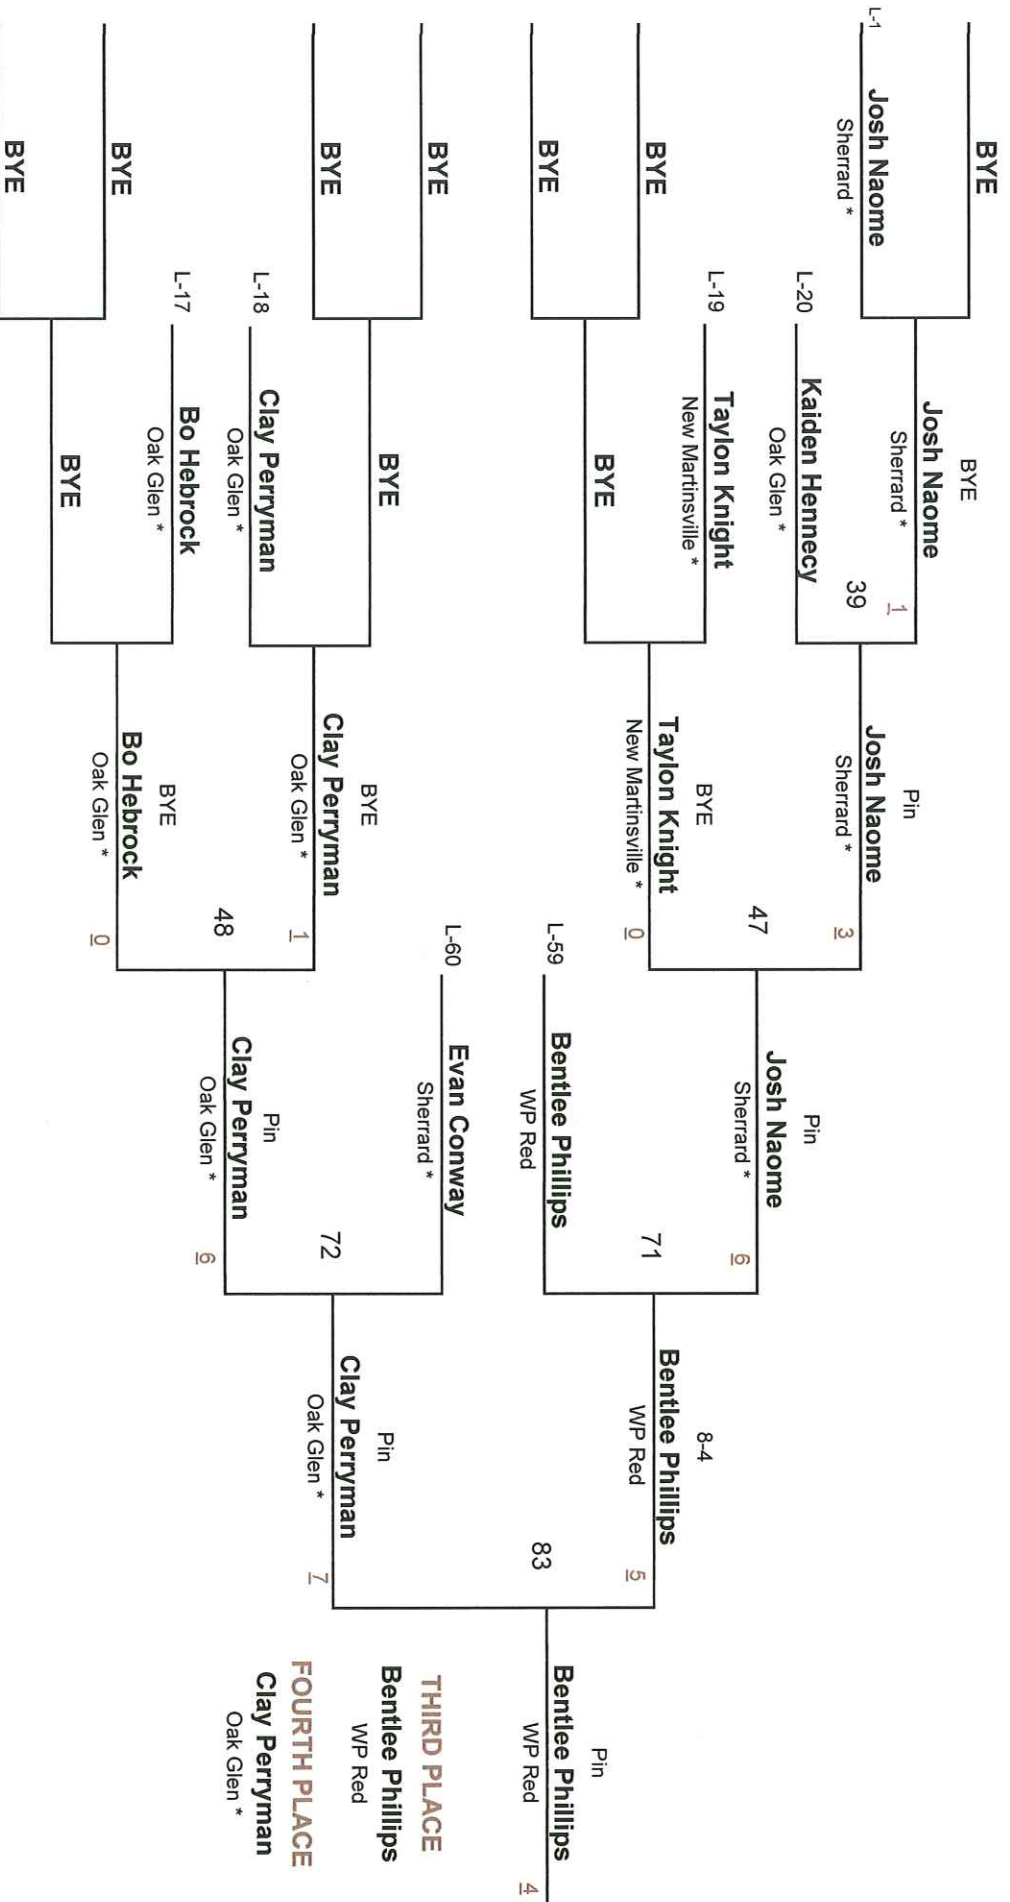 BYE
L-1
Josh Naome
Sherrard *
BYE
BYE
BYE
BYE
BYE
BYE
BYE
Josh Naome
Sherrard *
1
39
L-20
Kaiden Hennecy
Oak Glen *
L-19
Taylon Knight
New Martinsville *
BYE
BYE
L-18
Clay Perryman
Oak Glen *
L-17
Bo Hebrock
Oak Glen *
BYE
Pin
Josh Naome
Sherrard *
3
47
BYE
Taylon Knight
New Martinsville *
0
BYE
Clay Perryman
Oak Glen *
1
48
BYE
Bo Hebrock
Oak Glen *
0
Pin
Josh Naome
Sherrard *
6
71
L-59
Bentlee Phillips
WP Red
L-60
Evan Conway
Sherrard *
72
Pin
Clay Perryman
Oak Glen *
6
8-4
Bentlee Phillips
WP Red
5
83
Pin
Clay Perryman
Oak Glen *
7
Pin
Bentlee Phillips
WP Red
4
THIRD PLACE
Bentlee Phillips
WP Red
FOURTH PLACE
Clay Perryman
Oak Glen *